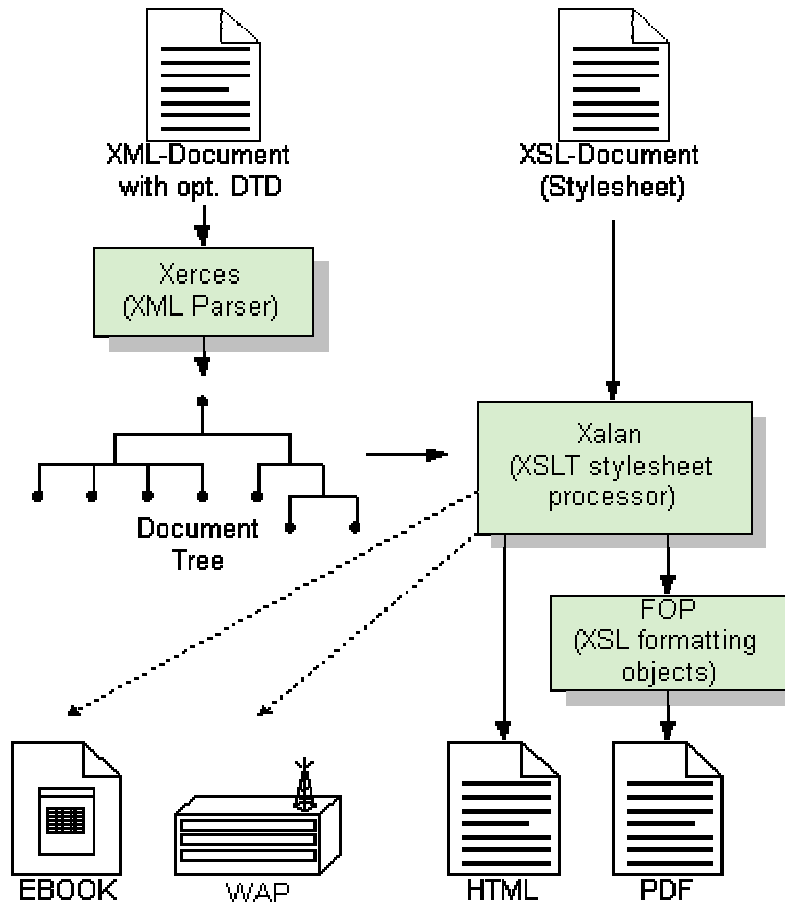 XML-Document
with opt. DTD
XSL-Document
(Stylesheet)
Xerces
(XML Parser)
Xalan
(XSLT stylesheet
processor)
Document
Tree
FOP
(XSL formatting
objects)
EBOOK
WAP
HTML
PDF